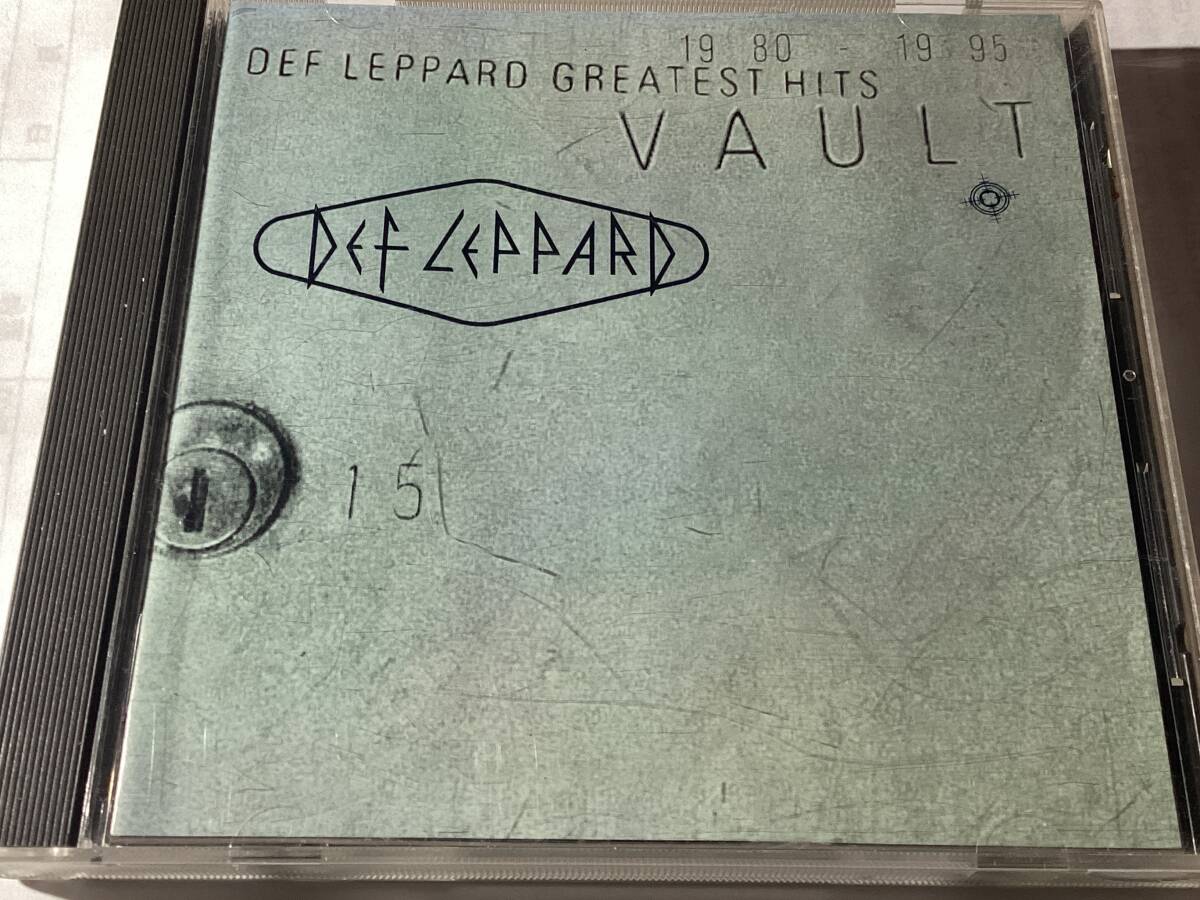 19 80 - 19 95
DEF LEPPARD GREATEST HITS
VAULT
DEF LEPPARD
15